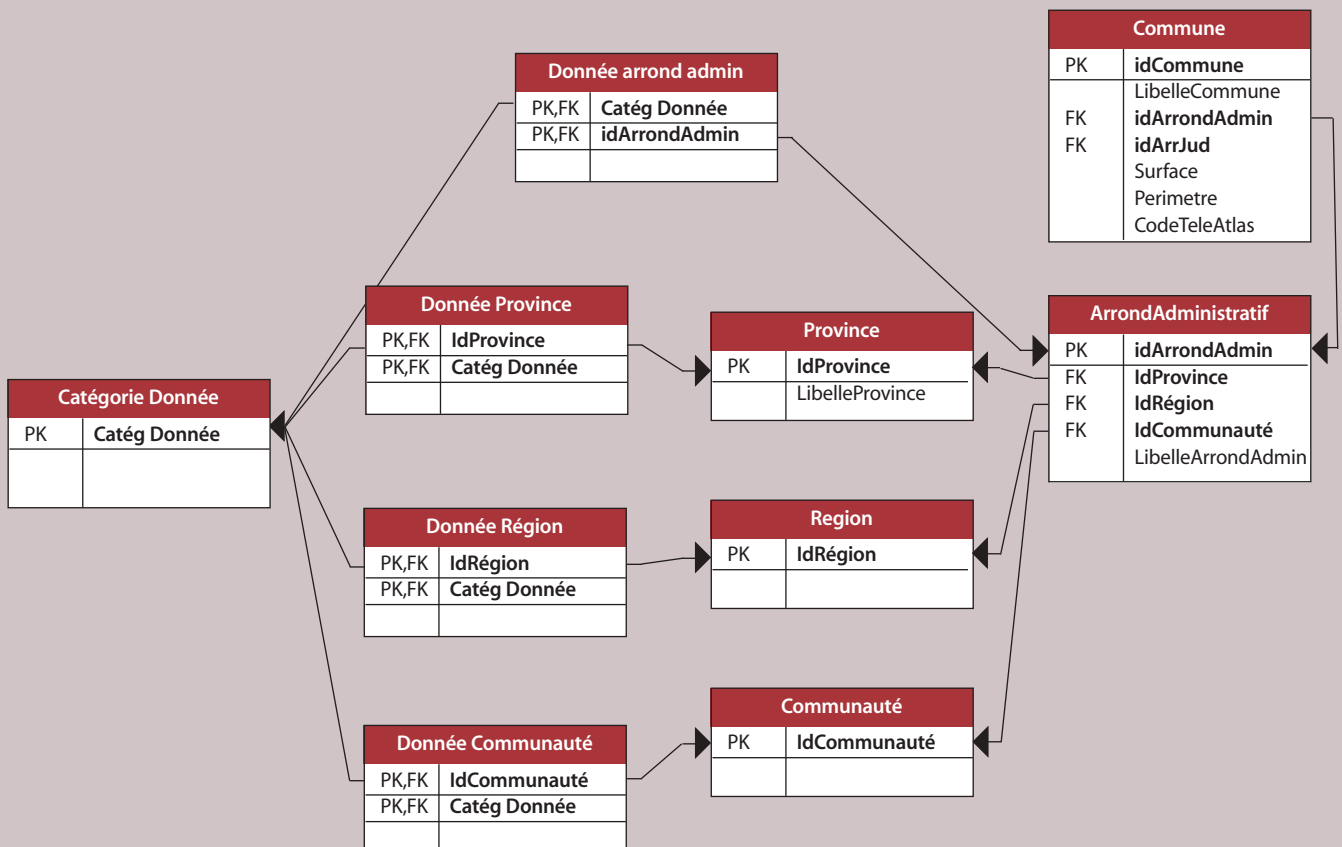 Commune
PK idCommune
LibelleCommune
FK idArrondAdmin
FK idArrJud
Surface
Perimetre
CodeTeleAtlas
Donnée arrond admin
PK,FK Catég Donnée
PK,FK idArrondAdmin
Donnée Province
PK,FK IdProvince
PK,FK Catég Donnée
Province
PK IdProvince
LibelleProvince
ArrondAdministratif
PK idArrondAdmin
FK IdProvince
FK IdRégion
FK IdCommunauté
LibelleArrondAdmin
Catégorie Donnée
PK Catég Donnée
Donnée Région
PK,FK IdRégion
PK,FK Catég Donnée
Region
PK IdRégion
Communauté
PK IdCommunauté
Donnée Communauté
PK,FK IdCommunauté
PK,FK Catég Donnée